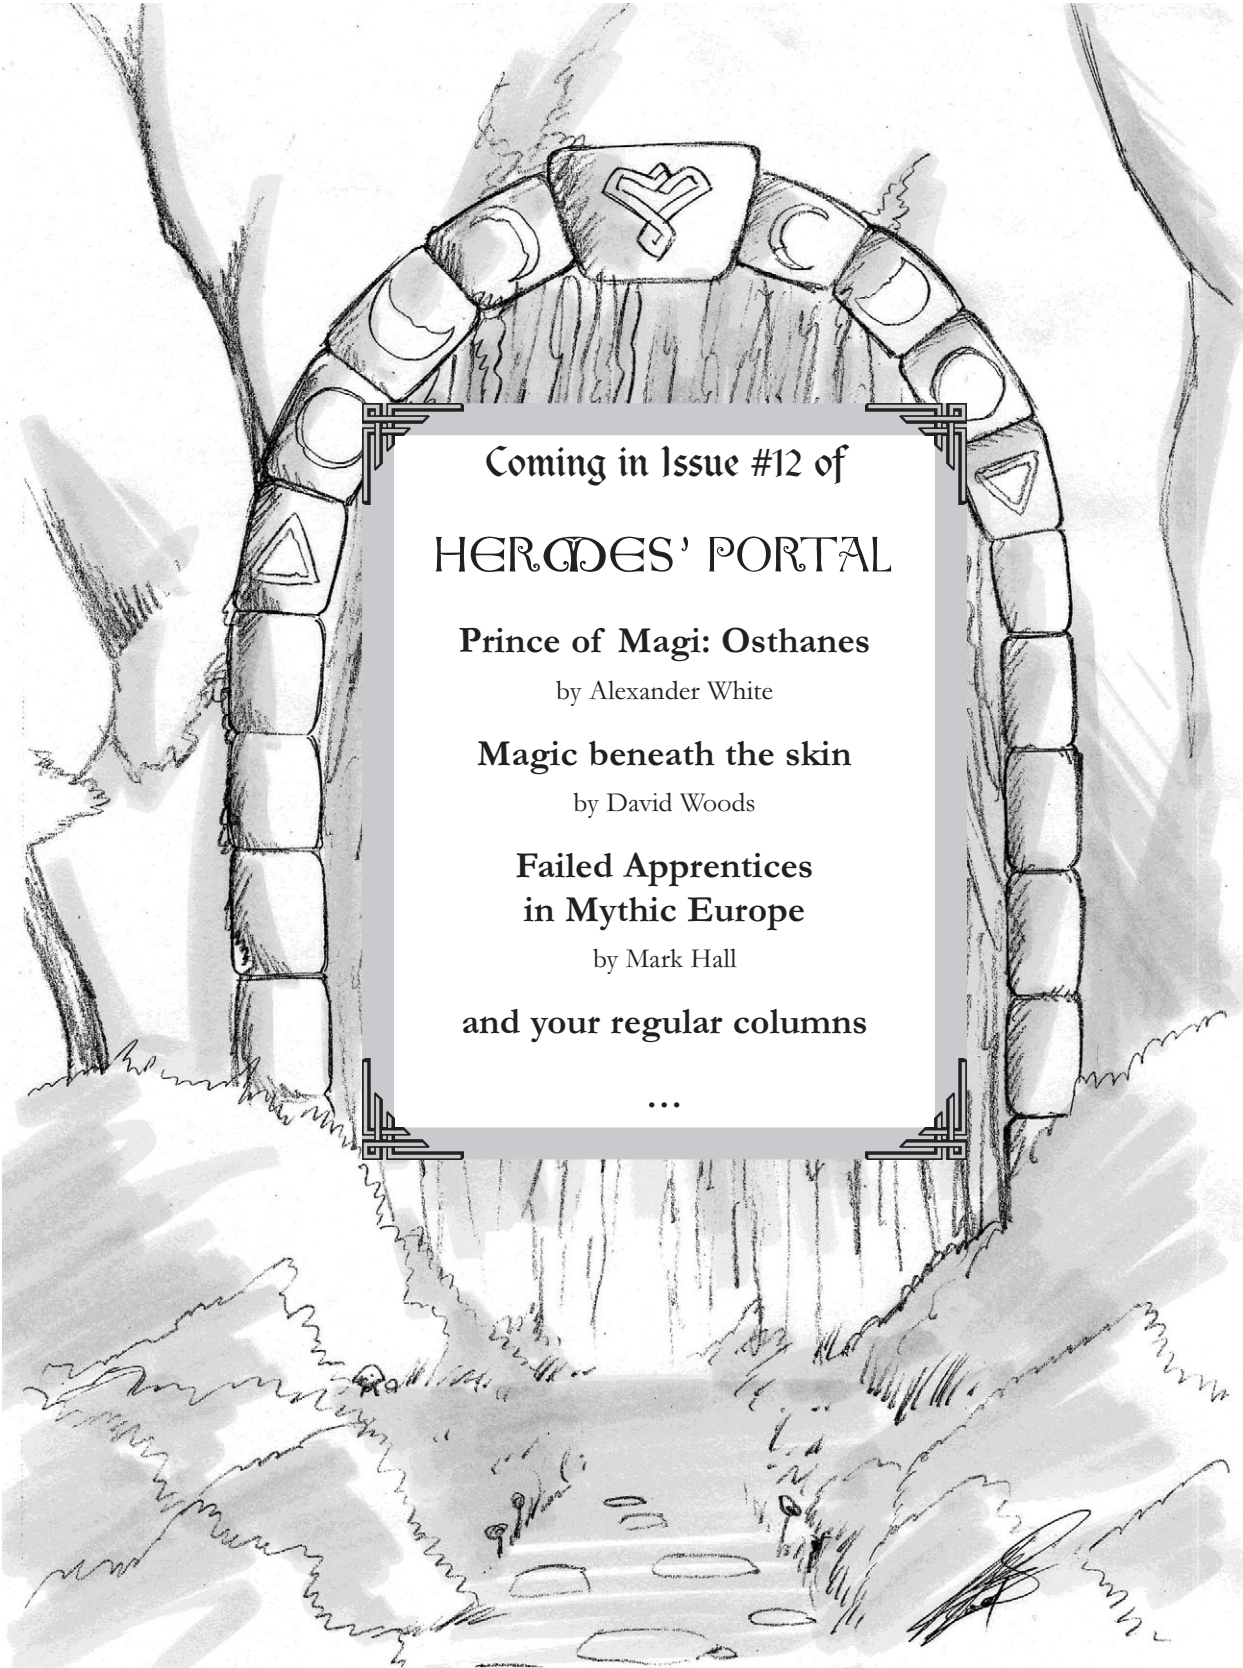 Coming in Issue #12 of
HERMES' PORTAL
Prince of Magi: Osthanes
by Alexander White
Magic beneath the skin
by David Woods
Failed Apprentices
in Mythic Europe
by Mark Hall
and your regular columns
...